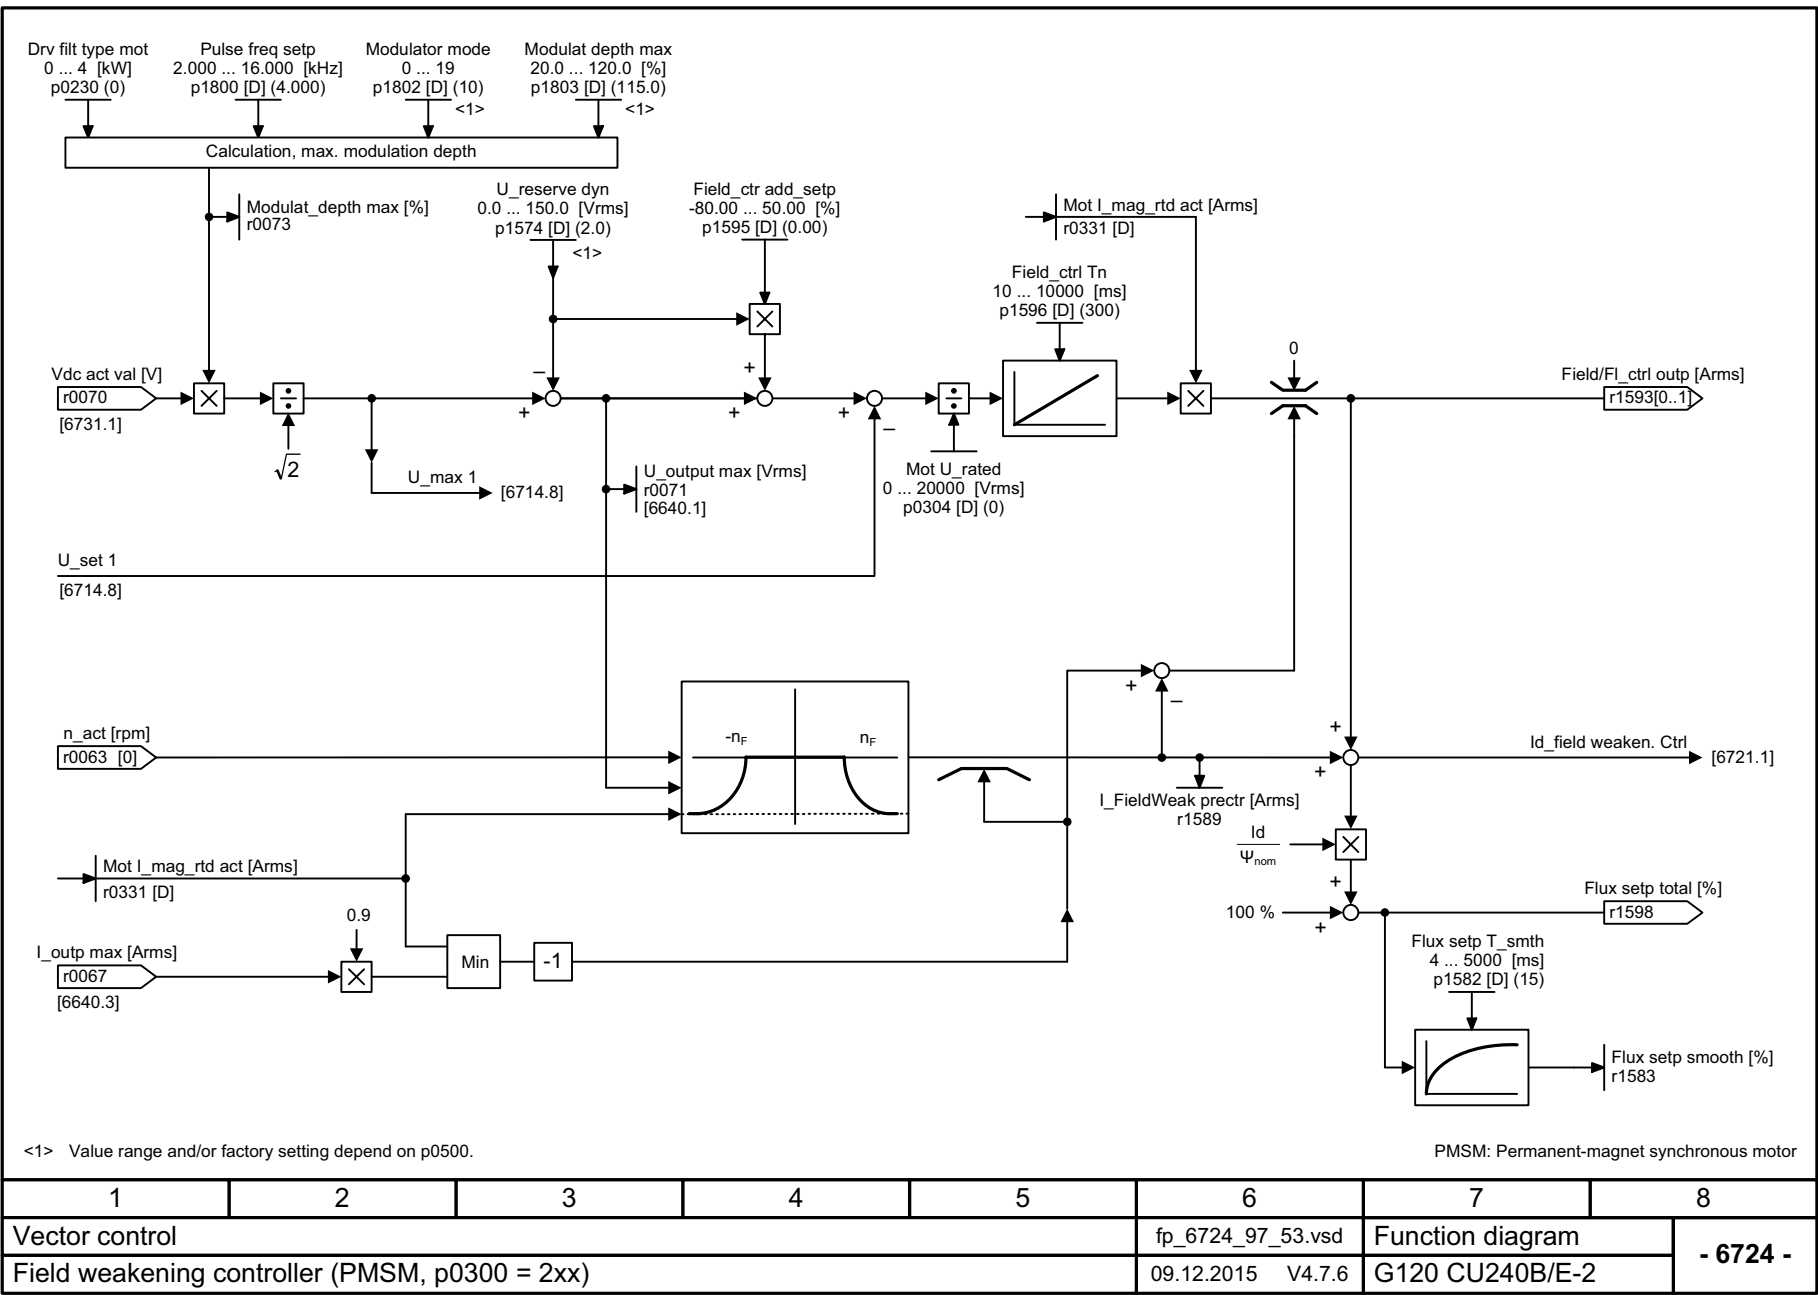 Drv filt type mot
0 ... 4 [kW]
p0230 (0)
Pulse freq setp
2.000 ... 16.000 [kHz]
p1800 [D] (4.000)
Modulator mode
0 ... 19
p1802 [D] (10)
<1>
Modulat depth max
20.0 ... 120.0 [%]
p1803 [D] (115.0)
<1>
Calculation, max. modulation depth
Modulat_depth max [%]
r0073
U_reserve dyn
0.0 ... 150.0 [Vrms]
p1574 [D] (2.0)
<1>
Field_ctr add_setp
-80.00 ... 50.00 [%]
p1595 [D] (0.00)
Mot I_mag_rtd act [Arms]
r0331 [D]
Field_ctrl Tn
10 ... 10000 [ms]
p1596 [D] (300)
0
Vdc act val [V]
r0070
[6731.1]
×
÷
√2
–
+
×
+
+
+
–
÷
×
Field/Fl_ctrl outp [Arms]
r1593[0..1]
U_max 1
[6714.8]
U_output max [Vrms]
r0071
[6640.1]
Mot U_rated
0 ... 20000 [Vrms]
p0304 [D] (0)
U_set 1
[6714.8]
+
–
n_act [rpm]
r0063 [0]
-nF
nF
+
+
Id_field weaken. Ctrl
[6721.1]
I_FieldWeak prectr [Arms]
r1589
Id
Ψnom
×
Mot I_mag_rtd act [Arms]
r0331 [D]
+
100 %
+
Flux setp total [%]
r1598
0.9
I_outp max [Arms]
r0067
[6640.3]
×
Min
-1
Flux setp T_smth
4 ... 5000 [ms]
p1582 [D] (15)
Flux setp smooth [%]
r1583
<1> Value range and/or factory setting depend on p0500.
PMSM: Permanent-magnet synchronous motor
1 2 3 4 5 6 7 8
Vector control
fp_6724_97_53.vsd
Function diagram
- 6724 -
Field weakening controller (PMSM, p0300 = 2xx)
09.12.2015 V4.7.6
G120 CU240B/E-2